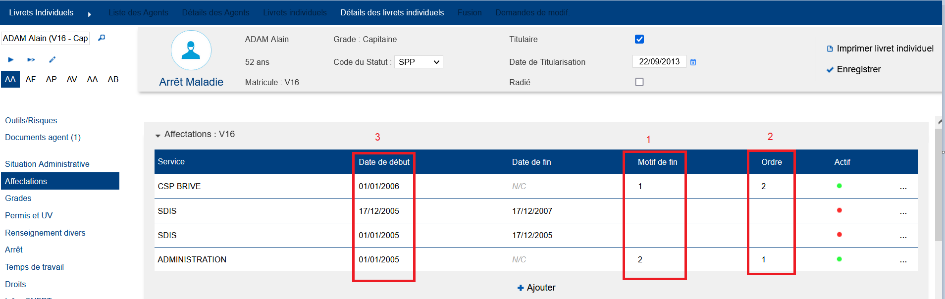 Livrets Individuels Liste des Agents Détails des Agents Livrets individuels Détails des livrets individuels Fusion Demandes de modif
ADAM Alain (V16 - Cap
AA AF AP AV AA AB
ADAM Alain Grade : Capitaine Titulaire
52 ans Code du Statut : SPP Date de Titularisation 22/09/2013
Arrêt Maladie Matricule : V16 Radié
Imprimer livret individuel
Enregistrer
Outils/Risques
Documents agent (1)
Situation Administrative
Affectations
Grades
Permis et UV
Renseignement divers
Arrêt
Temps de travail
Droits
Affectations : V16
3 1 2
Service Date de début Date de fin Motif de fin Ordre Actif
CSP BRIVE 01/01/2006 N/C 1 2 ...
SDIS 17/12/2005 17/12/2007 ...
SDIS 01/01/2005 17/12/2005 ...
ADMINISTRATION 01/01/2005 N/C 2 1 ...
+ Ajouter